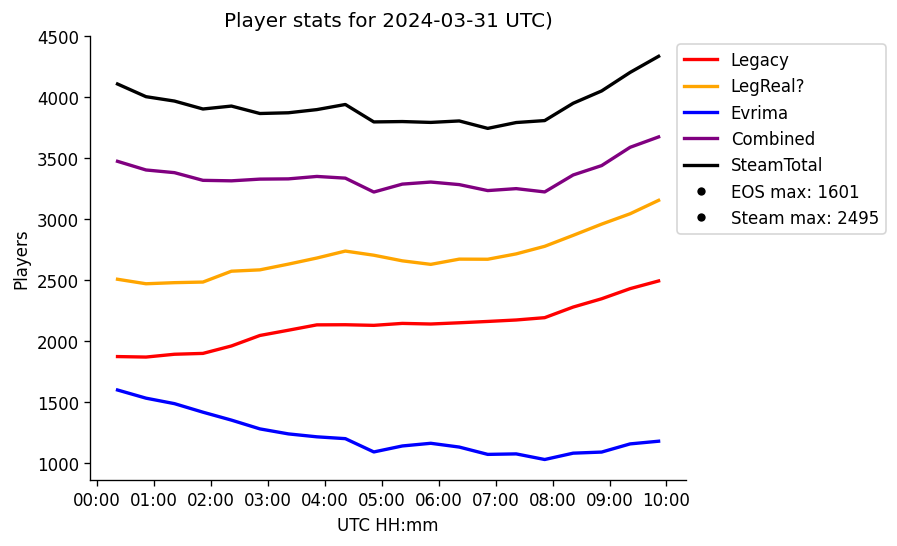 Player stats for 2024-03-31 UTC)
4500
4000
3500
3000
2500
2000
1500
1000
Players
00:00 01:00 02:00 03:00 04:00 05:00 06:00 07:00 08:00 09:00 10:00
UTC HH:mm
Legacy
LegReal?
Evrima
Combined
SteamTotal
EOS max: 1601
Steam max: 2495